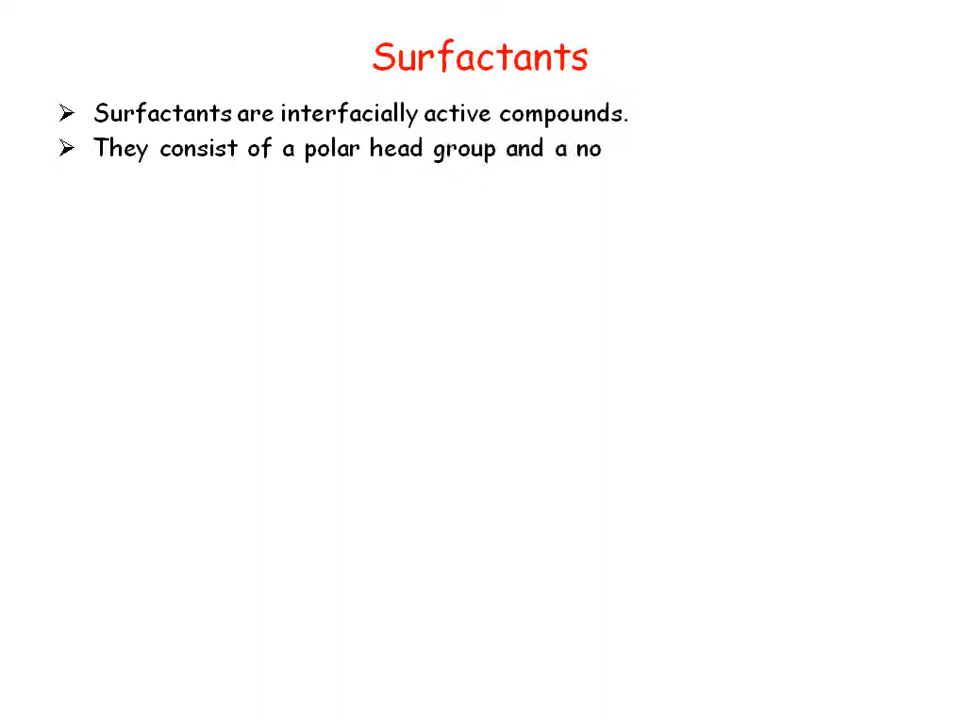 Surfactants
➢ Surfactants are interfacially active compounds.
➢ They consist of a polar head group and a no